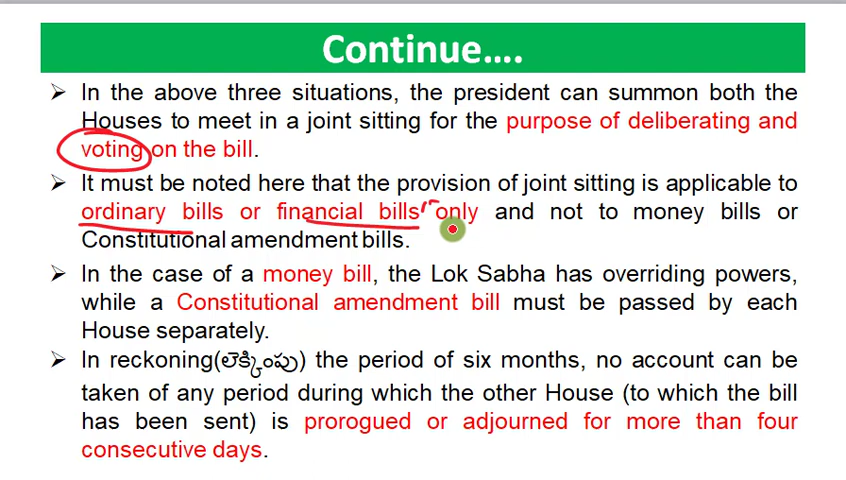 Continue....
➢ In the above three situations, the president can summon both the
Houses to meet in a joint sitting for the purpose of deliberating and
voting on the bill.
➢ It must be noted here that the provision of joint sitting is applicable to
ordinary bills or financial bills only and not to money bills or
Constitutional amendment bills.
➢ In the case of a money bill, the Lok Sabha has overriding powers,
while a Constitutional amendment bill must be passed by each
House separately.
➢ In reckoning(లెక్కింపు) the period of six months, no account can be
taken of any period during which the other House (to which the bill
has been sent) is prorogued or adjourned for more than four
consecutive days.